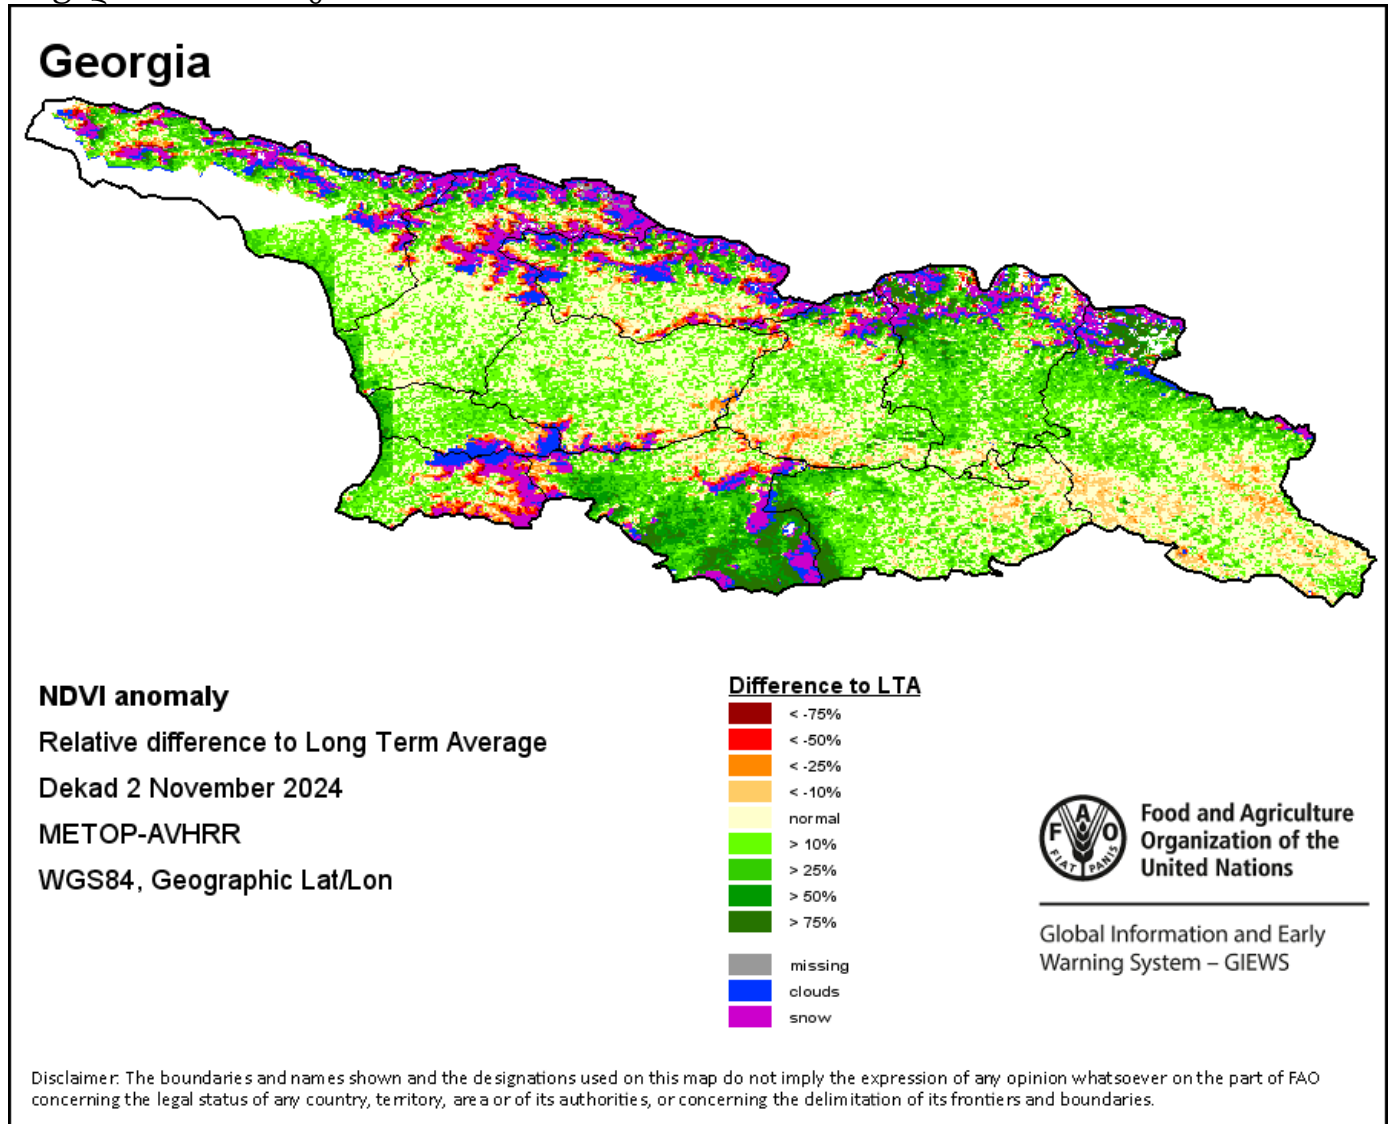 Georgia
NDVI anomaly
Relative difference to Long Term Average
Dekad 2 November 2024
METOP-AVHRR
WGS84, Geographic Lat/Lon
Difference to LTA
< -75%
< -50%
< -25%
< -10%
normal
> 10%
> 25%
> 50%
> 75%
missing
clouds
snow
F A O
FIAT PANIS
Food and Agriculture
Organization of the
United Nations
Global Information and Early
Warning System – GIEWS
Disclaimer: The boundaries and names shown and the designations used on this map do not imply the expression of any opinion whatsoever on the part of FAO
concerning the legal status of any country, territory, area or of its authorities, or concerning the delimitation of its frontiers and boundaries.